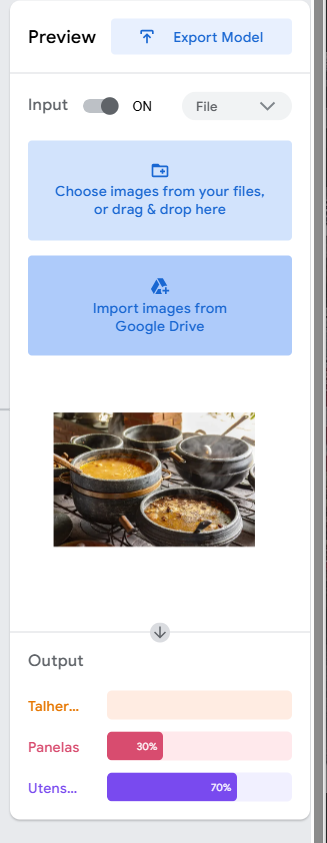 Preview
Export Model
Input
ON
File
Choose images from your files,
or drag & drop here
Import images from
Google Drive
Output
Talher...
Panelas
30%
Utens...
70%